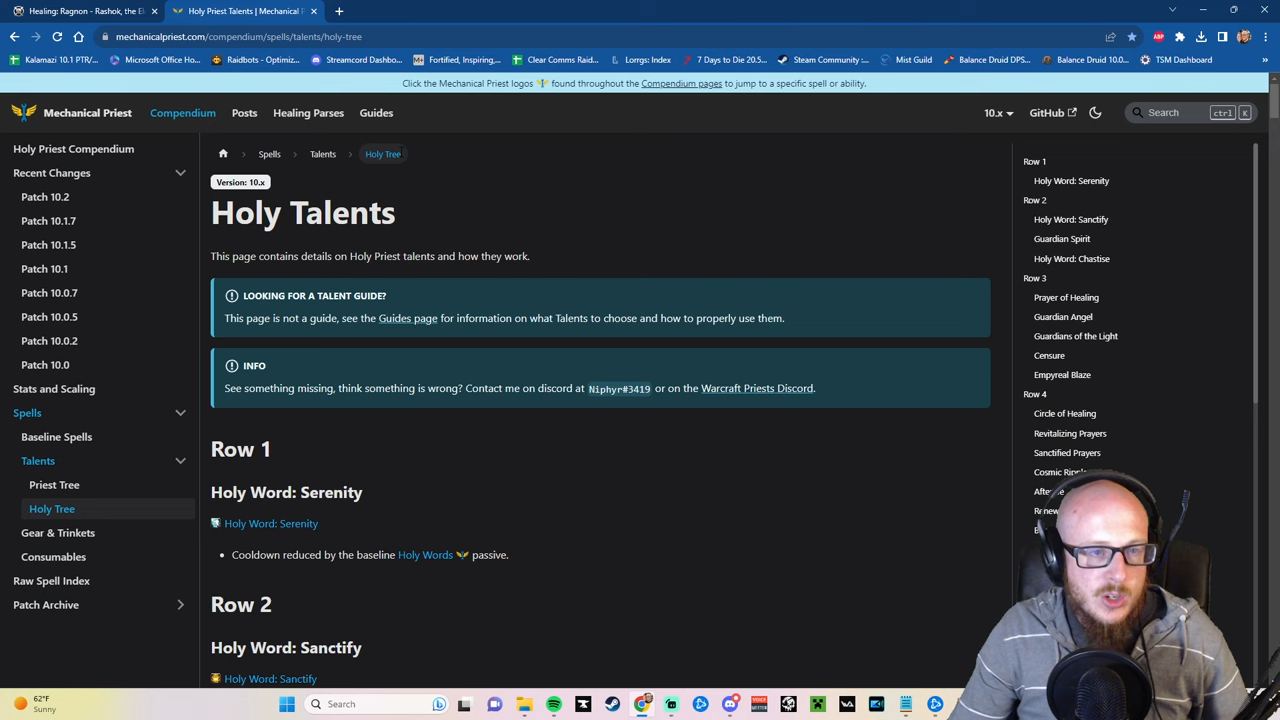 Healing: Ragnon - Rashok, the El
Holy Priest Talents | Mechanical P
mechanicalpriest.com/compendium/spells/talents/holy-tree
Kalamazi 10.1 PTR/...
Microsoft Office Ho...
Raidbots - Optimiz...
Streamcord Dashbo...
Fortified, Inspiring,...
Clear Comms Raid...
Lorrgs: Index
7 Days to Die 20.5...
Steam Community :...
Mist Guild
Balance Druid DPS...
Balance Druid 10.0...
TSM Dashboard
Click the Mechanical Priest logos found throughout the Compendium pages to jump to a specific spell or ability.
Mechanical Priest
Compendium
Posts
Healing Parses
Guides
10.x
GitHub
Search
ctrl
K
Holy Priest Compendium
Recent Changes
Patch 10.2
Patch 10.1.7
Patch 10.1.5
Patch 10.1
Patch 10.0.7
Patch 10.0.5
Patch 10.0.2
Patch 10.0
Stats and Scaling
Spells
Baseline Spells
Talents
Priest Tree
Holy Tree
Gear & Trinkets
Consumables
Raw Spell Index
Patch Archive
Spells
Talents
Holy Tree
Version: 10.x
Holy Talents
This page contains details on Holy Priest talents and how they work.
LOOKING FOR A TALENT GUIDE?
This page is not a guide, see the Guides page for information on what Talents to choose and how to properly use them.
INFO
See something missing, think something is wrong? Contact me on discord at Niphyr#3419 or on the Warcraft Priests Discord.
Row 1
Holy Word: Serenity
Holy Word: Serenity
Cooldown reduced by the baseline Holy Words passive.
Row 2
Holy Word: Sanctify
Holy Word: Sanctify
Row 1
Holy Word: Serenity
Row 2
Holy Word: Sanctify
Guardian Spirit
Holy Word: Chastise
Row 3
Prayer of Healing
Guardian Angel
Guardians of the Light
Censure
Empyreal Blaze
Row 4
Circle of Healing
Revitalizing Prayers
Sanctified Prayers
Cosmic Rippl
62°F
Sunny
Search